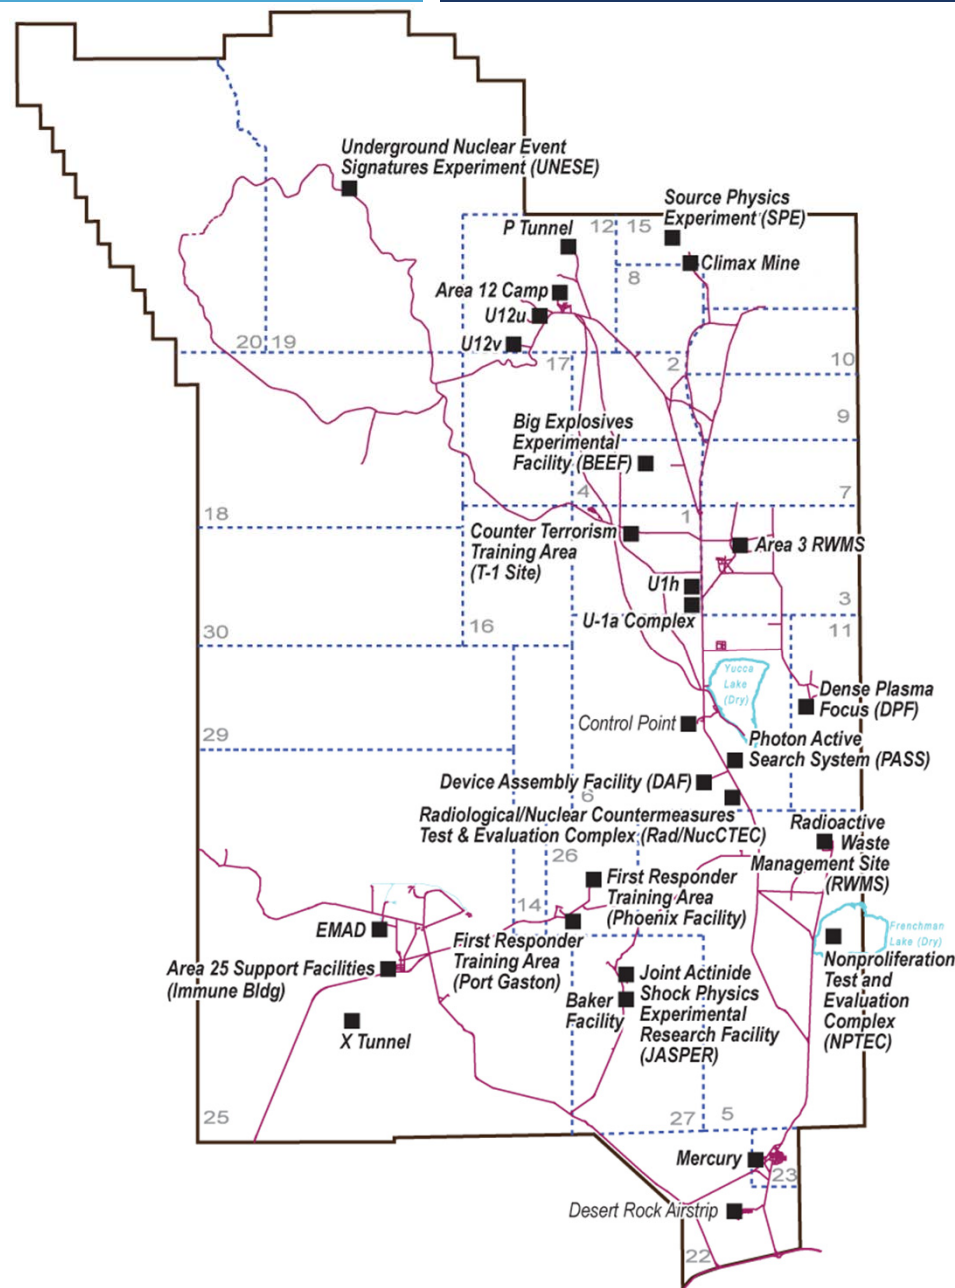 Underground Nuclear Event
Signatures Experiment (UNESE)
Source Physics
Experiment (SPE)
P Tunnel
12
15
Climax Mine
8
Area 12 Camp
U12u
U12v
20
19
17
2
10
9
Big Explosives
Experimental
Facility (BEEF)
4
7
18
1
Counter Terrorism
Training Area
(T-1 Site)
Area 3 RWMS
U1h
U-1a Complex
3
30
16
11
Yucca
Lake
(Dry)
Dense Plasma
Focus (DPF)
Control Point
29
Photon Active
Search System (PASS)
Device Assembly Facility (DAF)
6
Radiological/Nuclear Countermeasures
Test & Evaluation Complex (Rad/NucCTEC)
Radioactive
Waste
Management Site
(RWMS)
26
First Responder
Training Area
(Phoenix Facility)
14
EMAD
First Responder
Training Area
(Port Gaston)
Frenchman
Lake (Dry)
Area 25 Support Facilities
(Immune Bldg)
Nonproliferation
Test and
Evaluation
Complex
(NPTEC)
Joint Actinide
Shock Physics
Experimental
Research Facility
(JASPER)
Baker
Facility
X Tunnel
25
27
5
Mercury
23
Desert Rock Airstrip
22